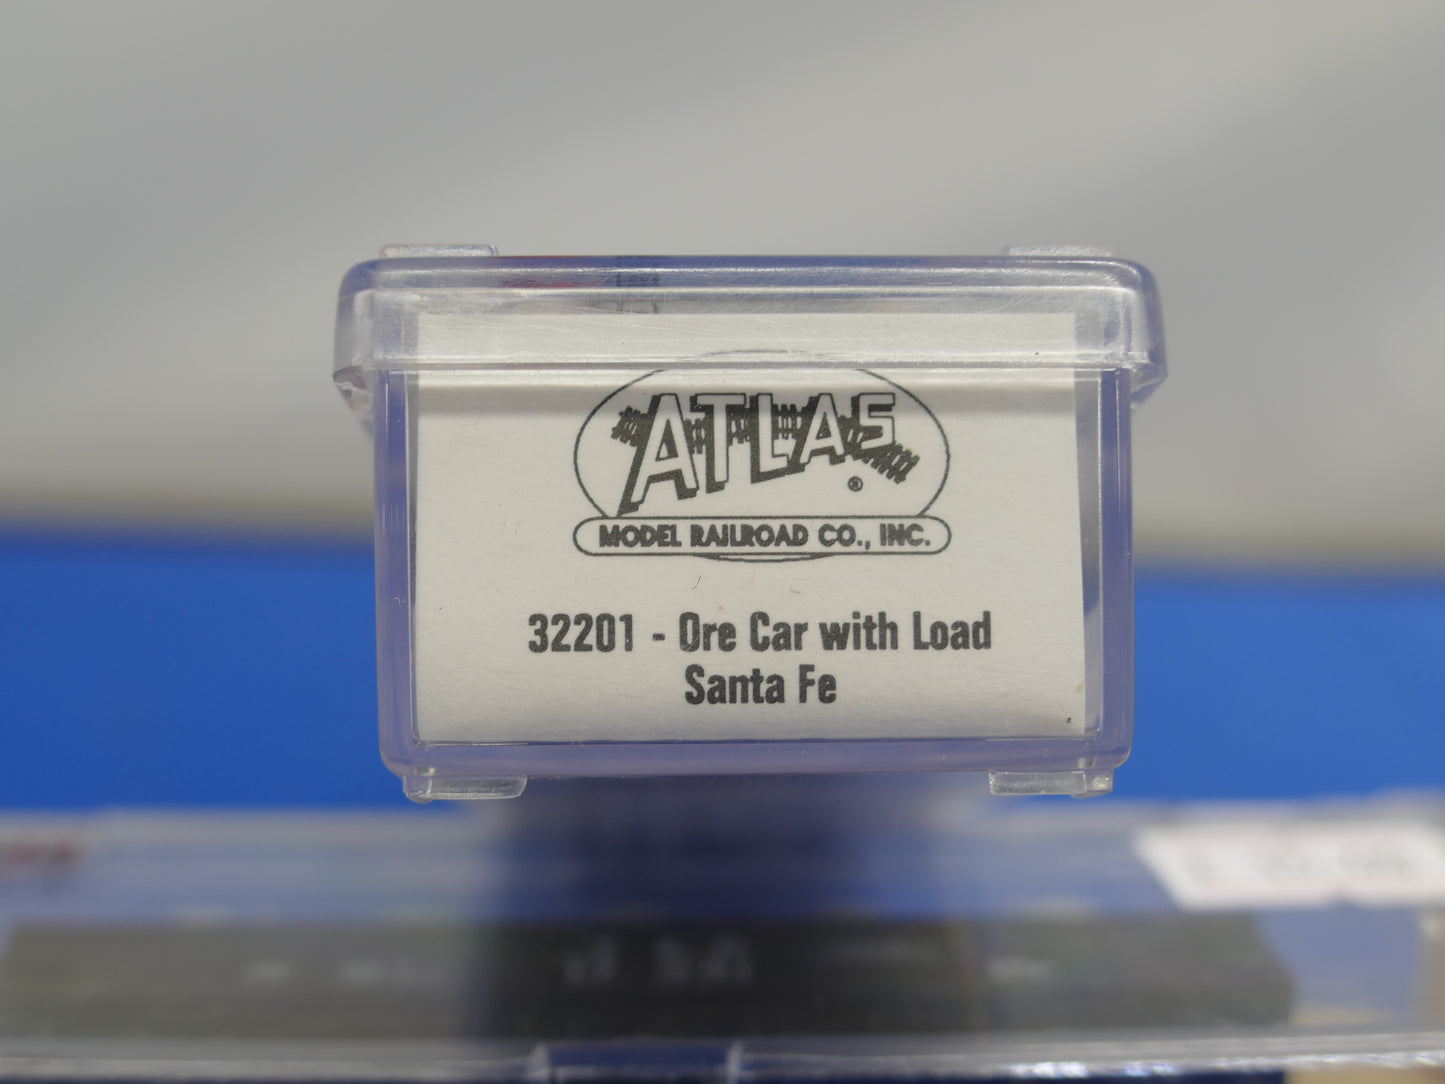 ATLAS
®
MODEL RAILROAD CO., INC.
32201 - Ore Car with Load
Santa Fe